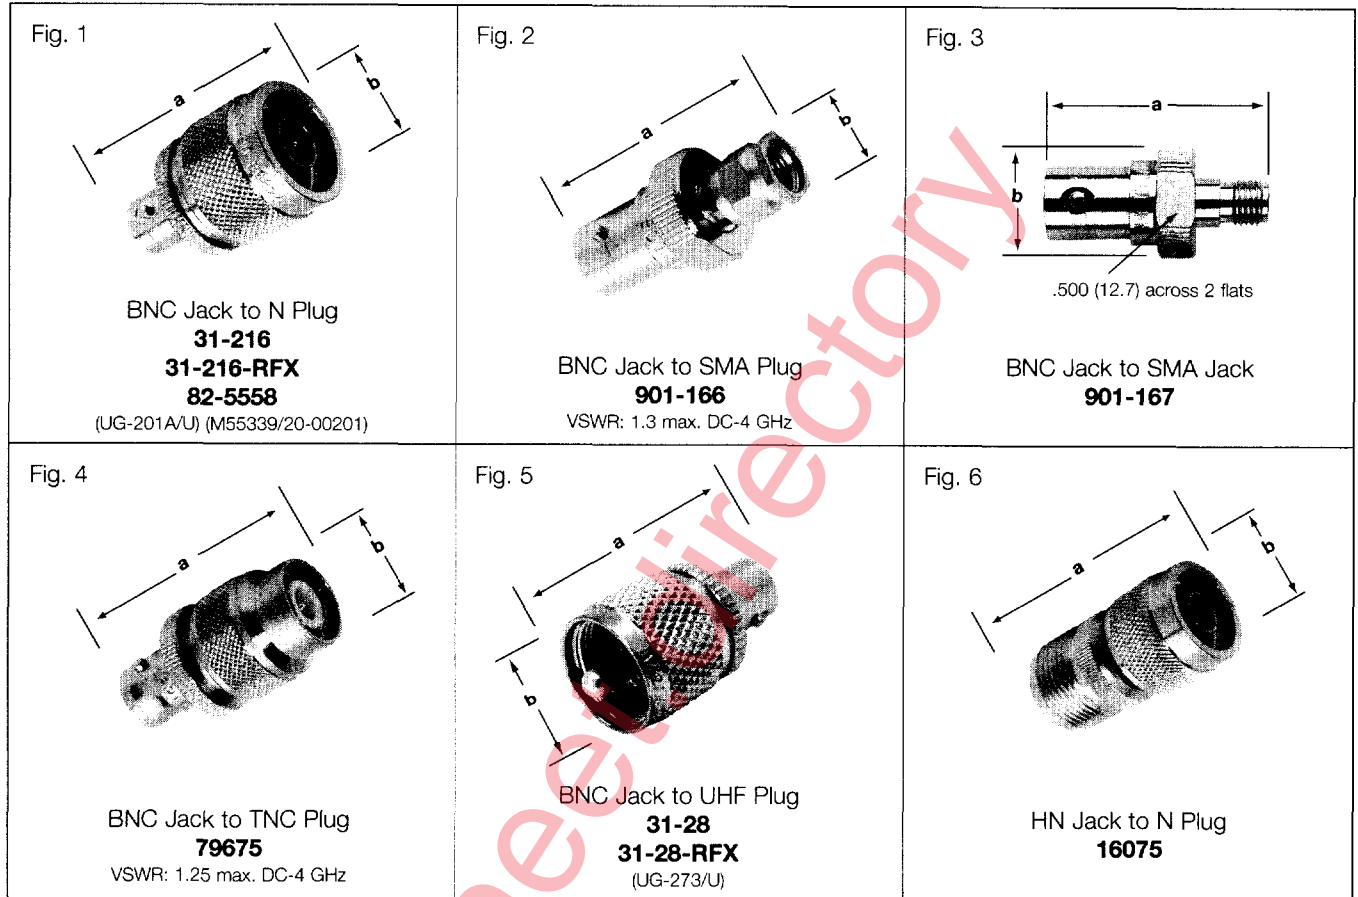 Fig. 1
a
b
BNC Jack to N Plug
31-216
31-216-RFX
82-5558
(UG-201A/U) (M55339/20-00201)
Fig. 2
a
b
BNC Jack to SMA Plug
901-166
VSWR: 1.3 max. DC-4 GHz
Fig. 3
a
b
.500 (12.7) across 2 flats
BNC Jack to SMA Jack
901-167
Fig. 4
a
b
BNC Jack to TNC Plug
79675
VSWR: 1.25 max. DC-4 GHz
Fig. 5
a
b
BNC Jack to UHF Plug
31-28
31-28-RFX
(UG-273/U)
Fig. 6
a
b
HN Jack to N Plug
16075
heet.directory